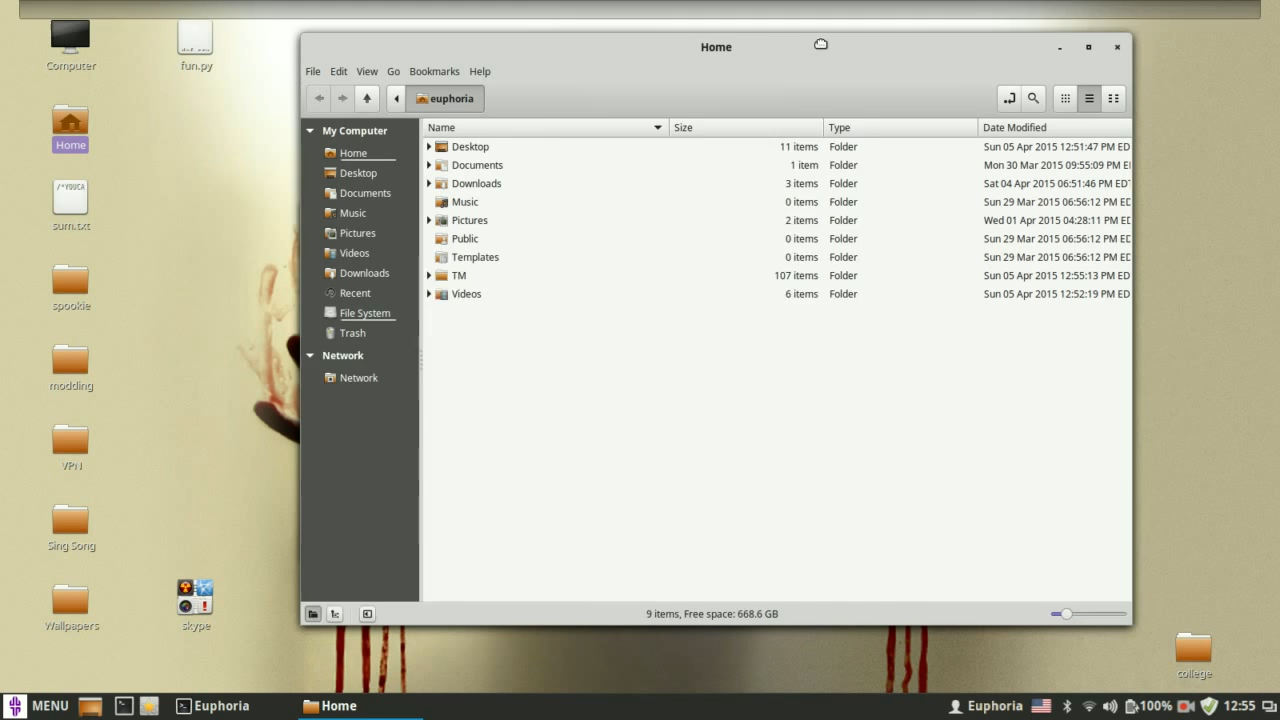 Computer
fun.py
Home
File Edit View Go Bookmarks Help
euphoria
My Computer
Home
Desktop
Documents
Music
Pictures
Videos
Downloads
Recent
File System
Trash
Network
Network
Name Size Type Date Modified
Desktop 11 items Folder Sun 05 Apr 2015 12:51:47 PM ED
Documents 1 item Folder Mon 30 Mar 2015 09:55:09 PM E
Downloads 3 items Folder Sat 04 Apr 2015 06:51:46 PM ED
Music 0 items Folder Sun 29 Mar 2015 06:56:12 PM ED
Pictures 2 items Folder Wed 01 Apr 2015 04:28:11 PM ED
Public 0 items Folder Sun 29 Mar 2015 06:56:12 PM ED
Templates 0 items Folder Sun 29 Mar 2015 06:56:12 PM ED
TM 107 items Folder Sun 05 Apr 2015 12:55:13 PM ED
Videos 6 items Folder Sun 05 Apr 2015 12:52:19 PM ED
9 items, Free space: 668.6 GB
Home
/*YOUCA
sum.txt
spookie
modding
VPN
Sing Song
Wallpapers
skype
college
MENU
Euphoria
Home
Euphoria
100%
12:55